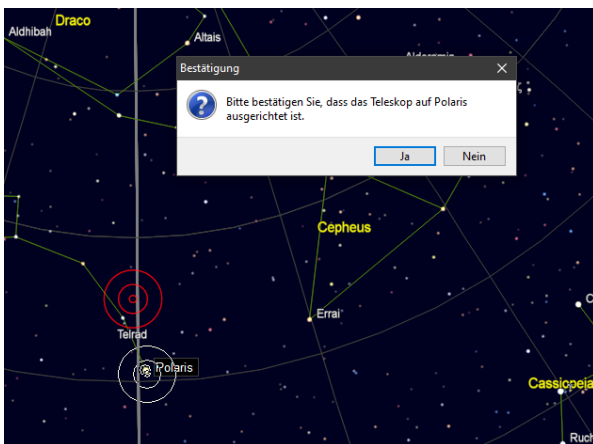 Draco
Aldhibah
Altais
Bestätigung
Bitte bestätigen Sie, dass das Teleskop auf Polaris
ausgerichtet ist.
Ja
Nein
Cepheus
Errai
Telrad
Polaris
Cassiopeia
Ruch